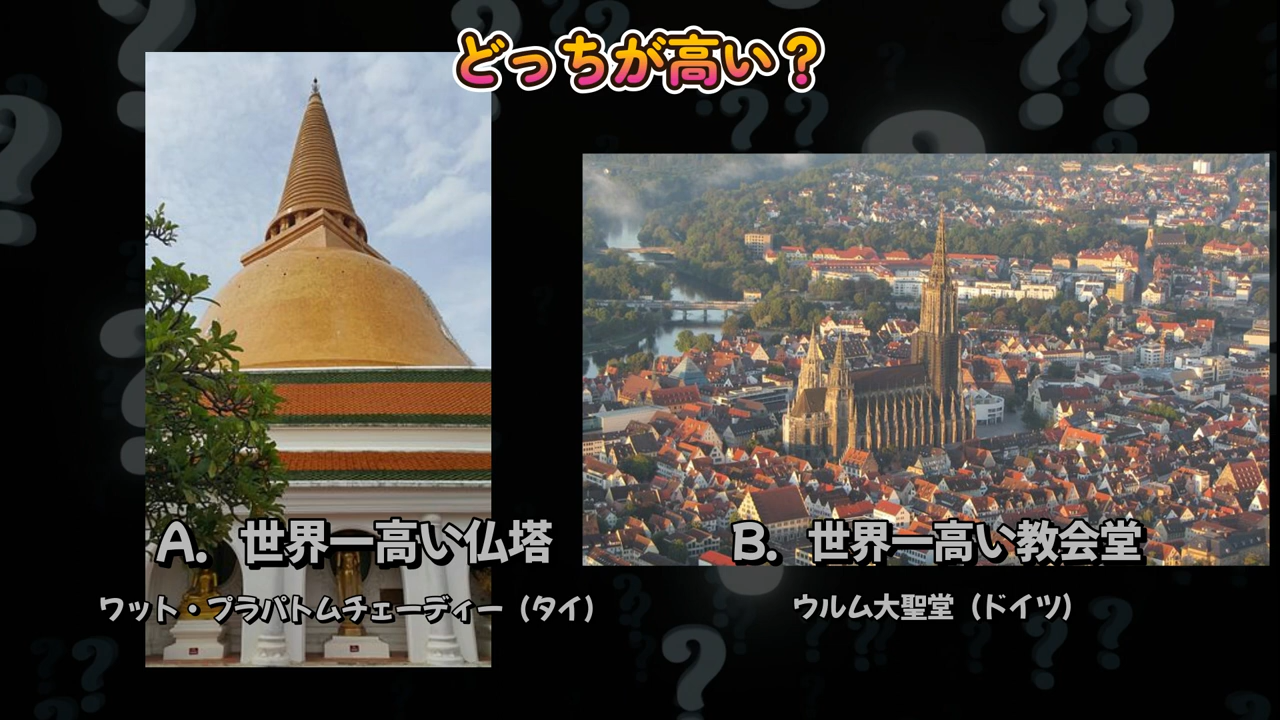 どっちが高い？
A. 世界一高い仏塔
ワット・プラパトムチェーディー（タイ）
B. 世界一高い教会堂
ウルム大聖堂（ドイツ）